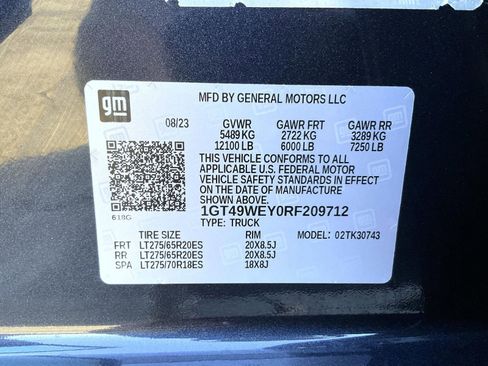 gm
MFD BY GENERAL MOTORS LLC
08/23 GVWR GAWR FRT GAWR RR
5489 KG 2722 KG 3289 KG
12100 LB 6000 LB 7250 LB
THIS VEHICLE CONFORMS TO ALL
APPLICABLE U.S. FEDERAL MOTOR
VEHICLE SAFETY STANDARDS IN
EFFECT ON THE DATE OF MANUFACTURE
SHOWN ABOVE.
618G 1GT49WEY0RF209712
TYPE: TRUCK
TIRE SIZE RIM MODEL: 02TK30743
FRT LT275/65R20ES 20X8.5J
RR LT275/65R20ES 20X8.5J
SPA LT275/70R18ES 18X8J